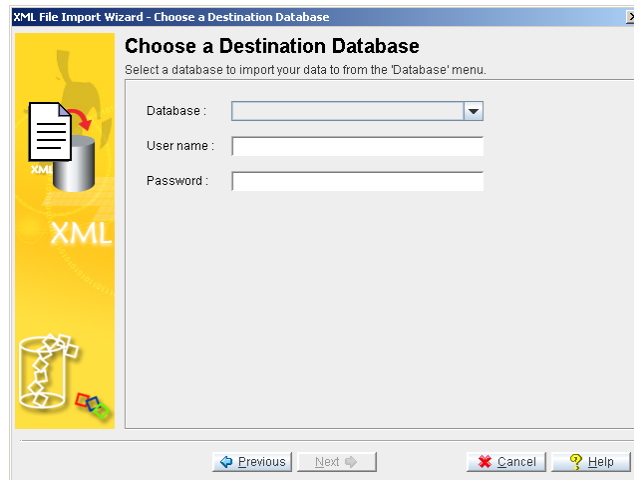 XML File Import Wizard - Choose a Destination Database
Choose a Destination Database
Select a database to import your data to from the 'Database' menu.
Database :
User name :
Password :
XML
XML
Previous Next Cancel Help